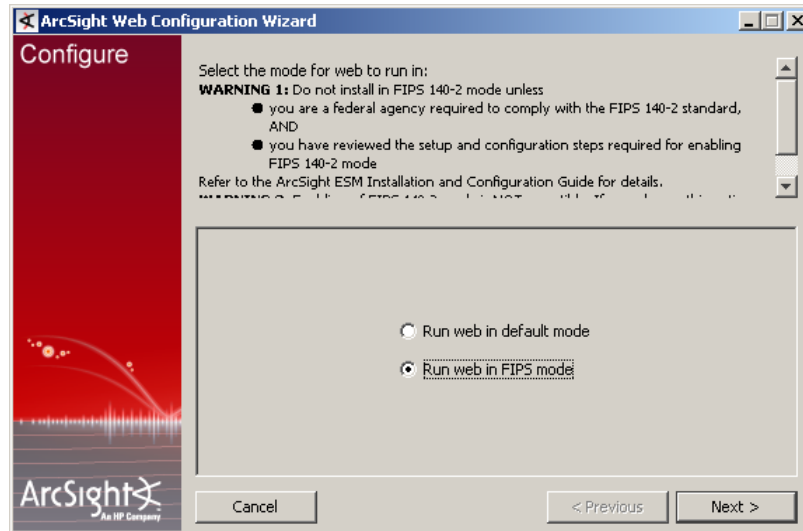 ArcSight Web Configuration Wizard
Configure
Select the mode for web to run in:
WARNING 1: Do not install in FIPS 140-2 mode unless
● you are a federal agency required to comply with the FIPS 140-2 standard,
AND
● you have reviewed the setup and configuration steps required for enabling
FIPS 140-2 mode
Refer to the ArcSight ESM Installation and Configuration Guide for details.
Run web in default mode
Run web in FIPS mode
ArcSight
An HP Company
Cancel
< Previous
Next >